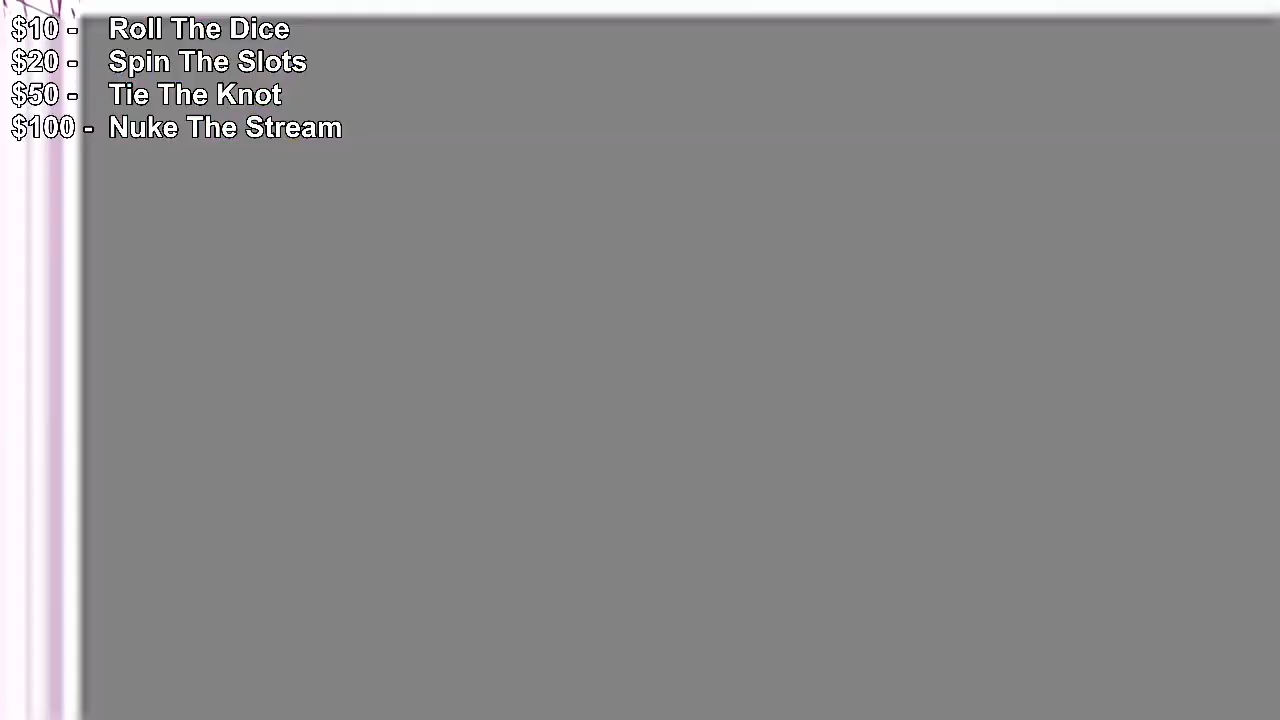 $10 - Roll The Dice
$20 - Spin The Slots
$50 - Tie The Knot
$100 - Nuke The Stream